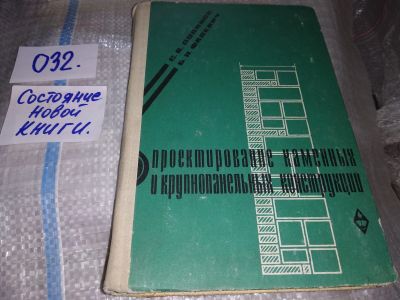 032.
Состояние
новой
книги.
проектирование каменных
и крупнопанельных конструкций